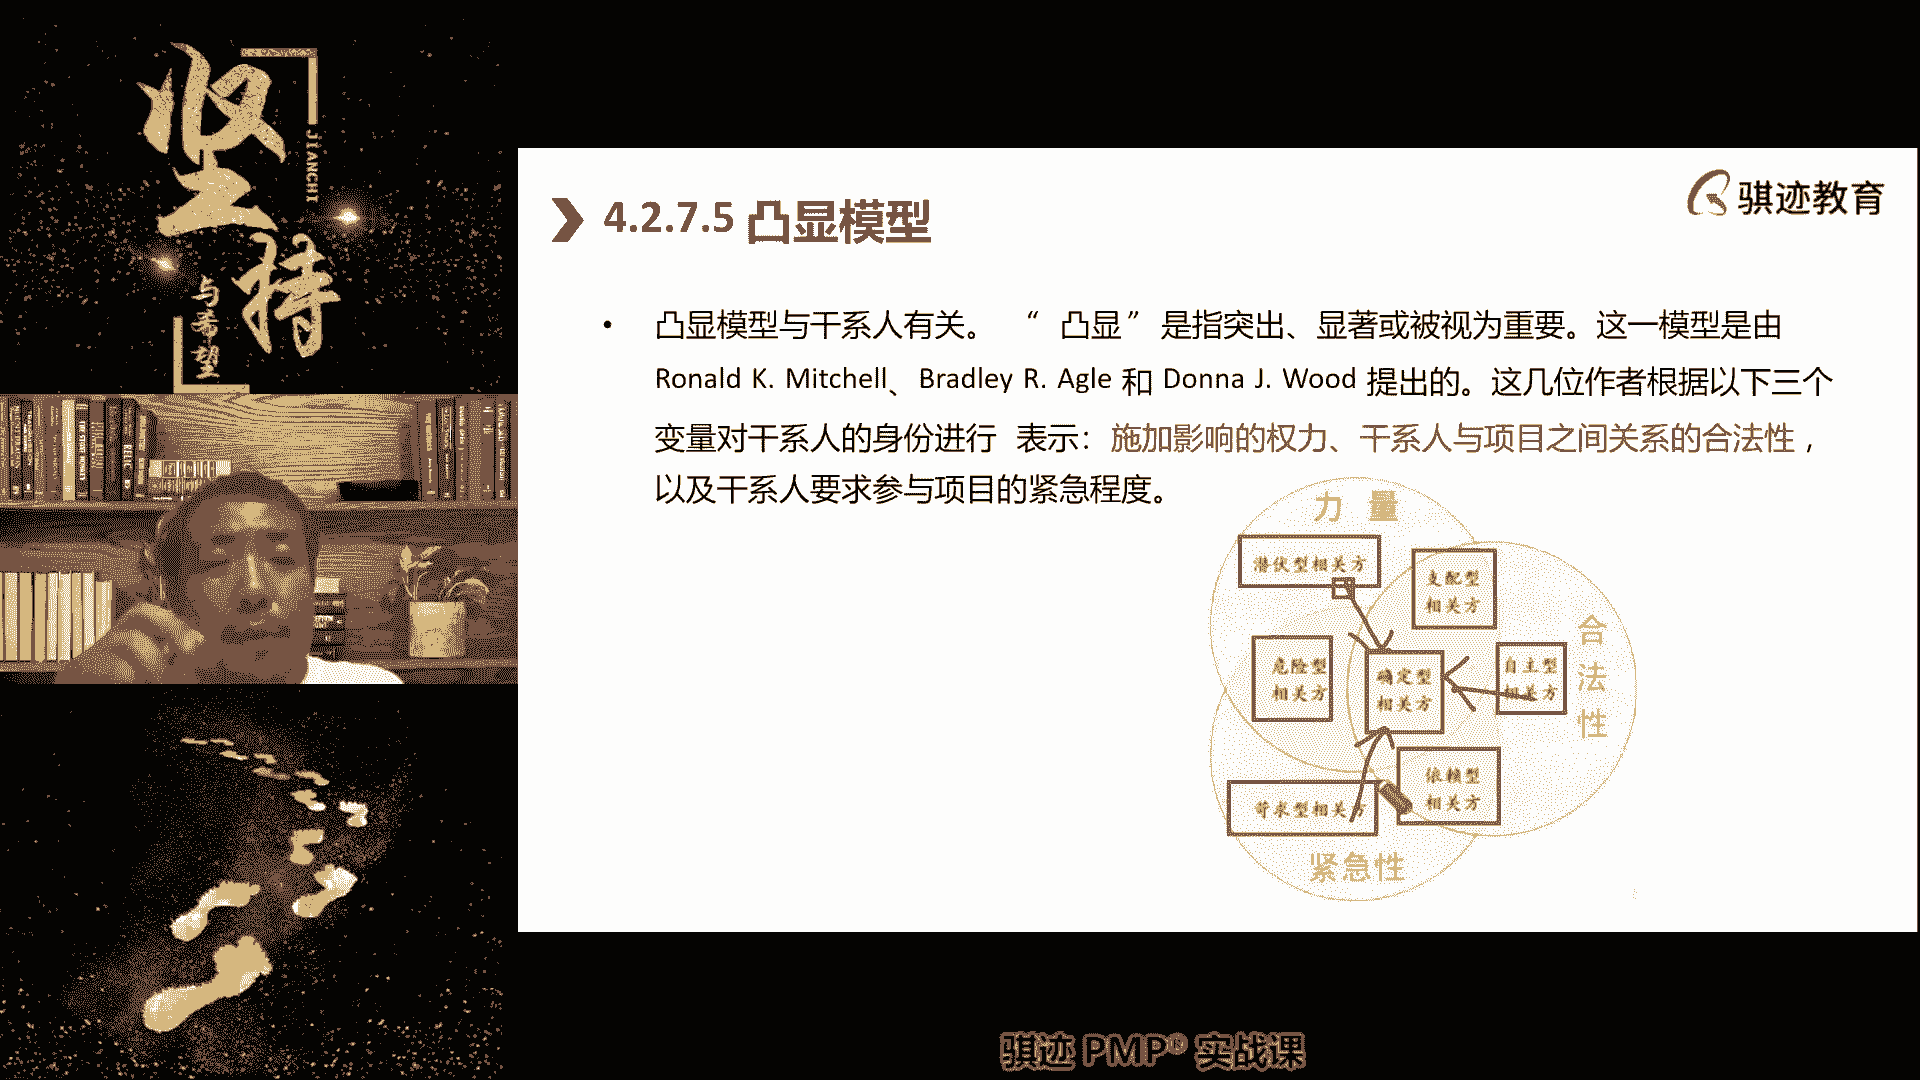 坚持
JIANCHI
与希望
骐迹教育
4.2.7.5 凸显模型
• 凸显模型与干系人有关。 “ 凸显” 是指突出、显著或被视为重要。这一模型是由
Ronald K. Mitchell、Bradley R. Agle 和 Donna J. Wood 提出的。这几位作者根据以下三个
变量对干系人的身份进行 表示：施加影响的权力、干系人与项目之间关系的合法性，
以及干系人要求参与项目的紧急程度。
力 量
潜伏型相关方
支配型
相关方
合法性
危险型
相关方
确定型
相关方
自主型
相关方
依赖型
相关方
苛求型相关方
紧急性
骐迹 PMP® 实战课